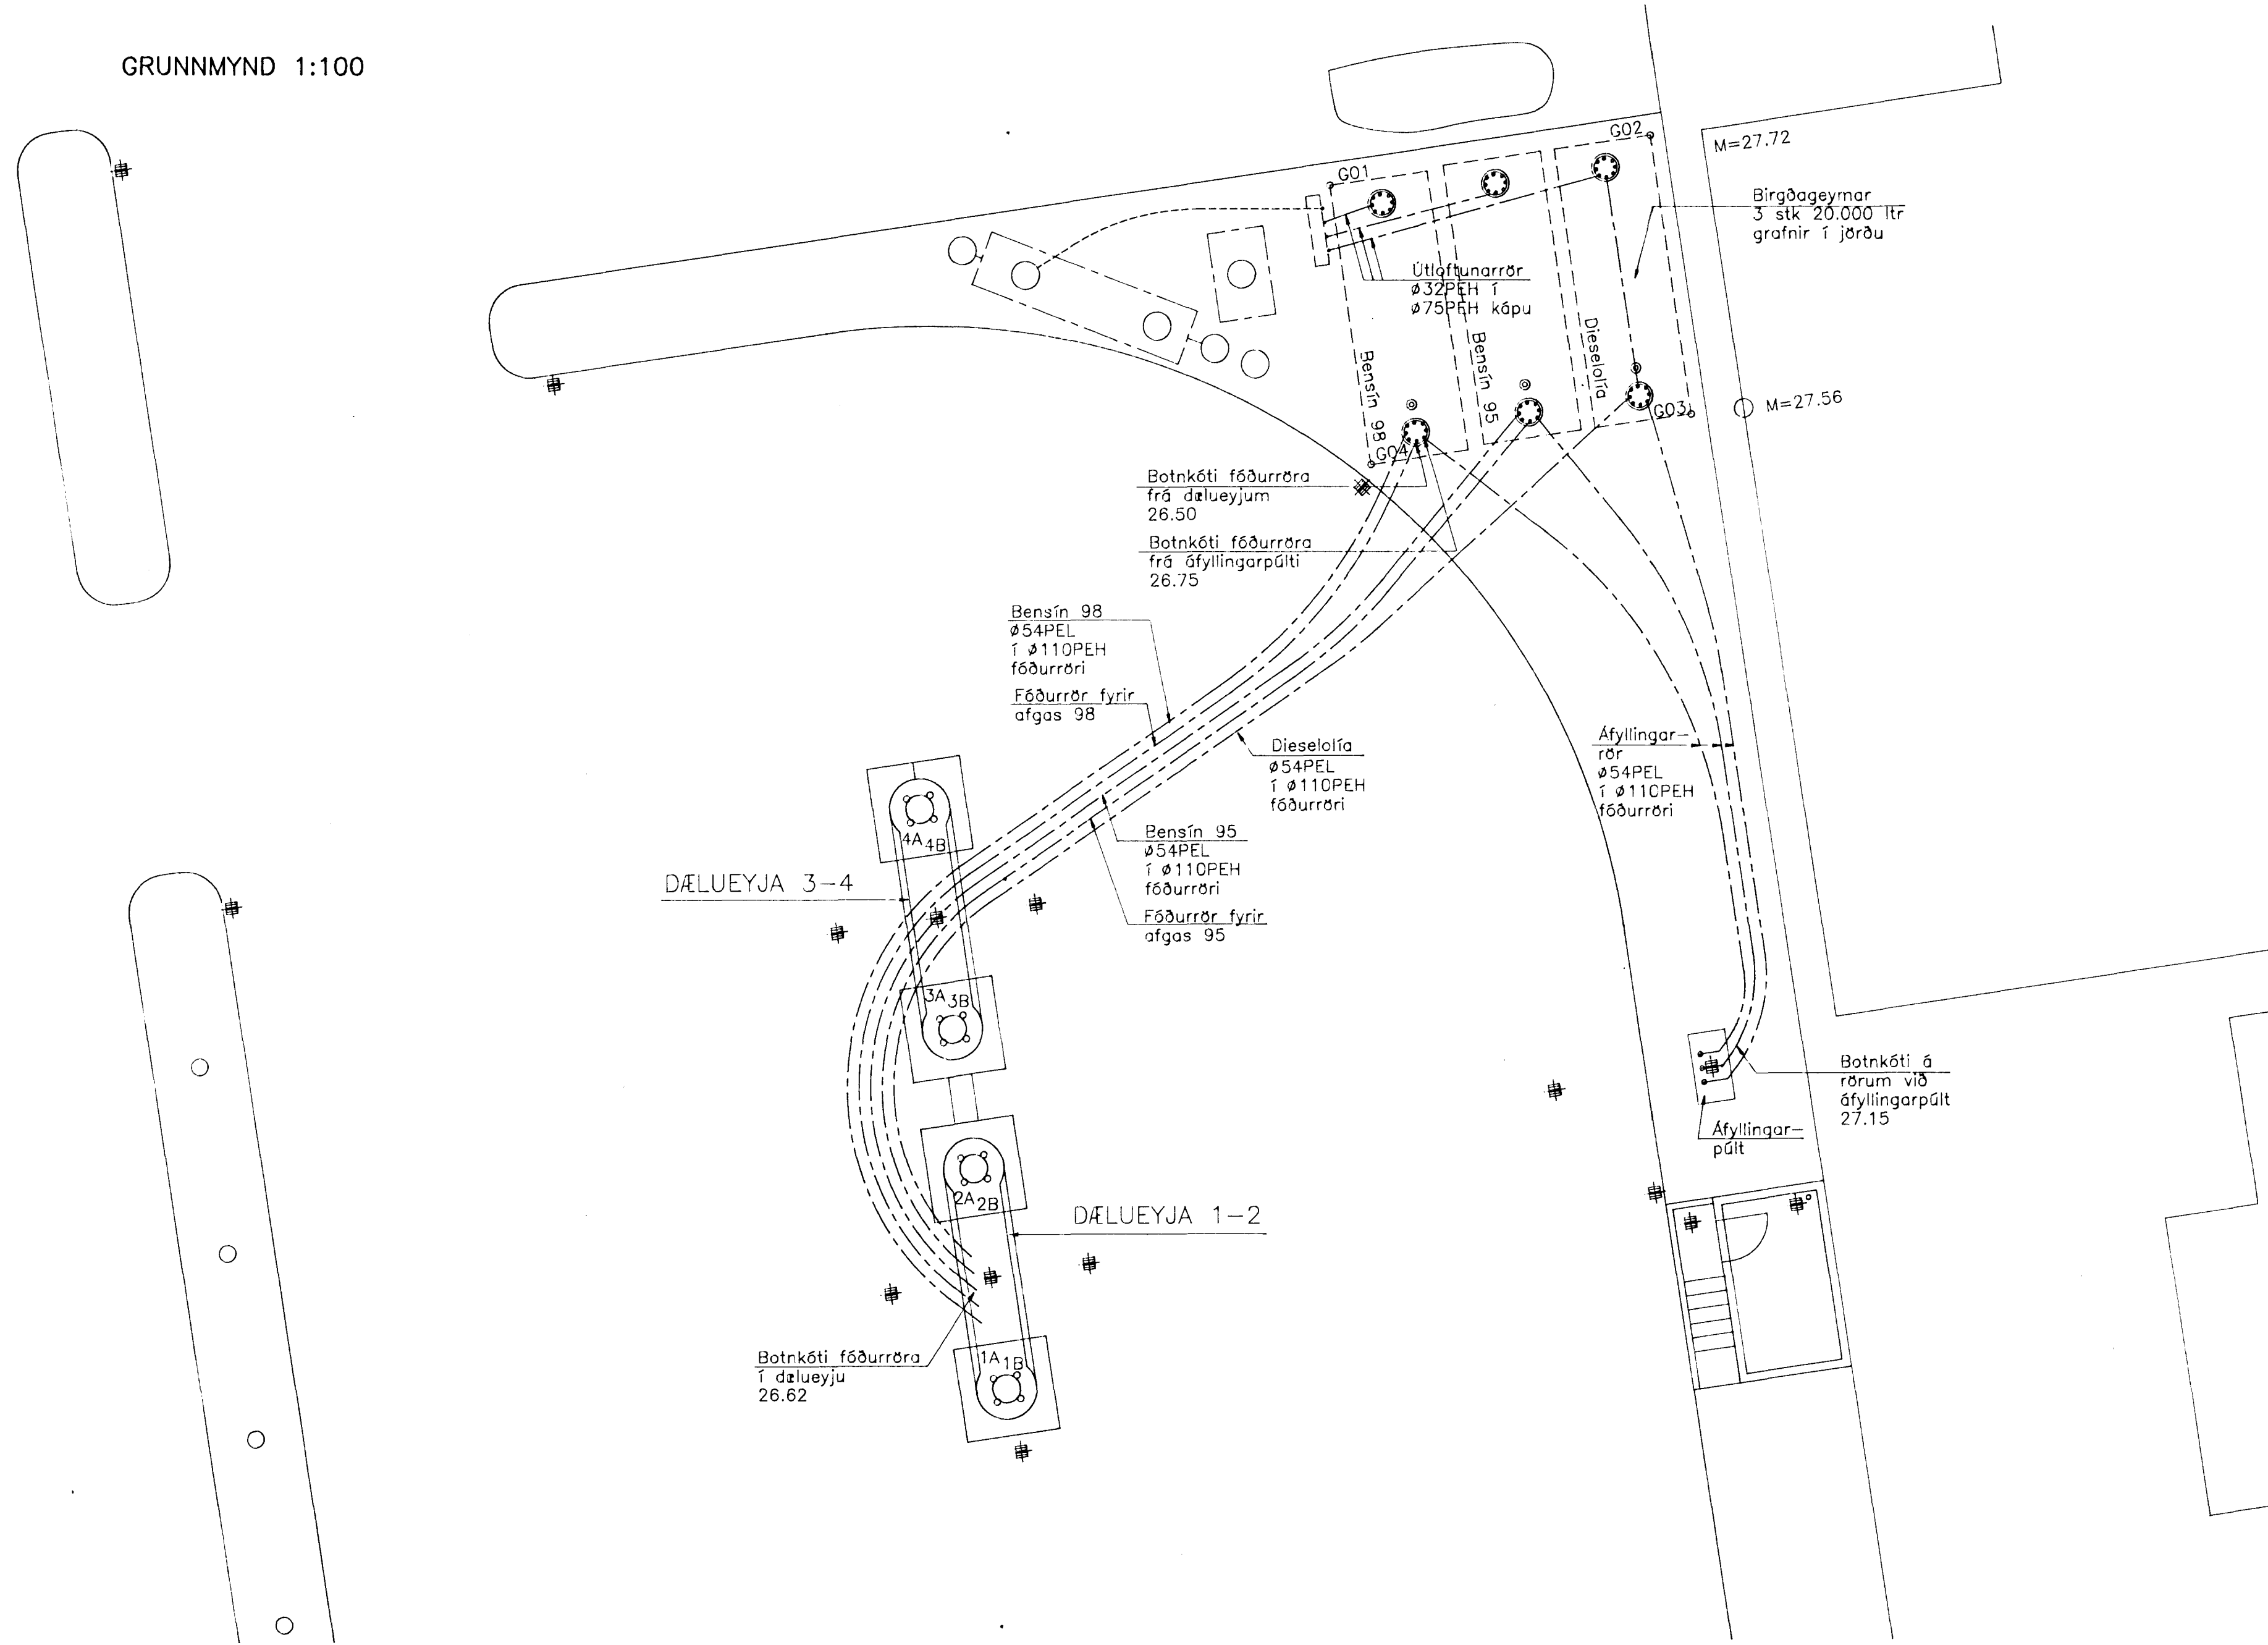 GRUNNMYND 1:100
G02
M=27.72
G01
Birgðageymar
3 stk 20.000 ltr
grafnir í jörðu
Útloftunarrör
ø32PEH í
ø75PEH kápu
Bensín 98
Bensín 95
Dieselolía
G03
M=27.56
G04
Botnkóti fóðurröra
frá dælueyjum
26.50
Botnkóti fóðurröra
frá áfyllingarpúlti
26.75
Bensín 98
ø54PEL
í ø110PEH
fóðurröri
Fóðurrör fyrir
afgas 98
Dieselolía
ø54PEL
í ø110PEH
fóðurröri
Áfyllingar-
rör
ø54PEL
í ø110PEH
fóðurröri
Bensín 95
ø54PEL
í ø110PEH
fóðurröri
Fóðurrör fyrir
afgas 95
4A 4B
DÆLUEYJA 3-4
3A 3B
Botnkóti á
rörum við
áfyllingarpúlt
27.15
Áfyllingar-
púlt
2A 2B
DÆLUEYJA 1-2
Botnkóti fóðurröra
í dælueyju
26.62
1A 1B